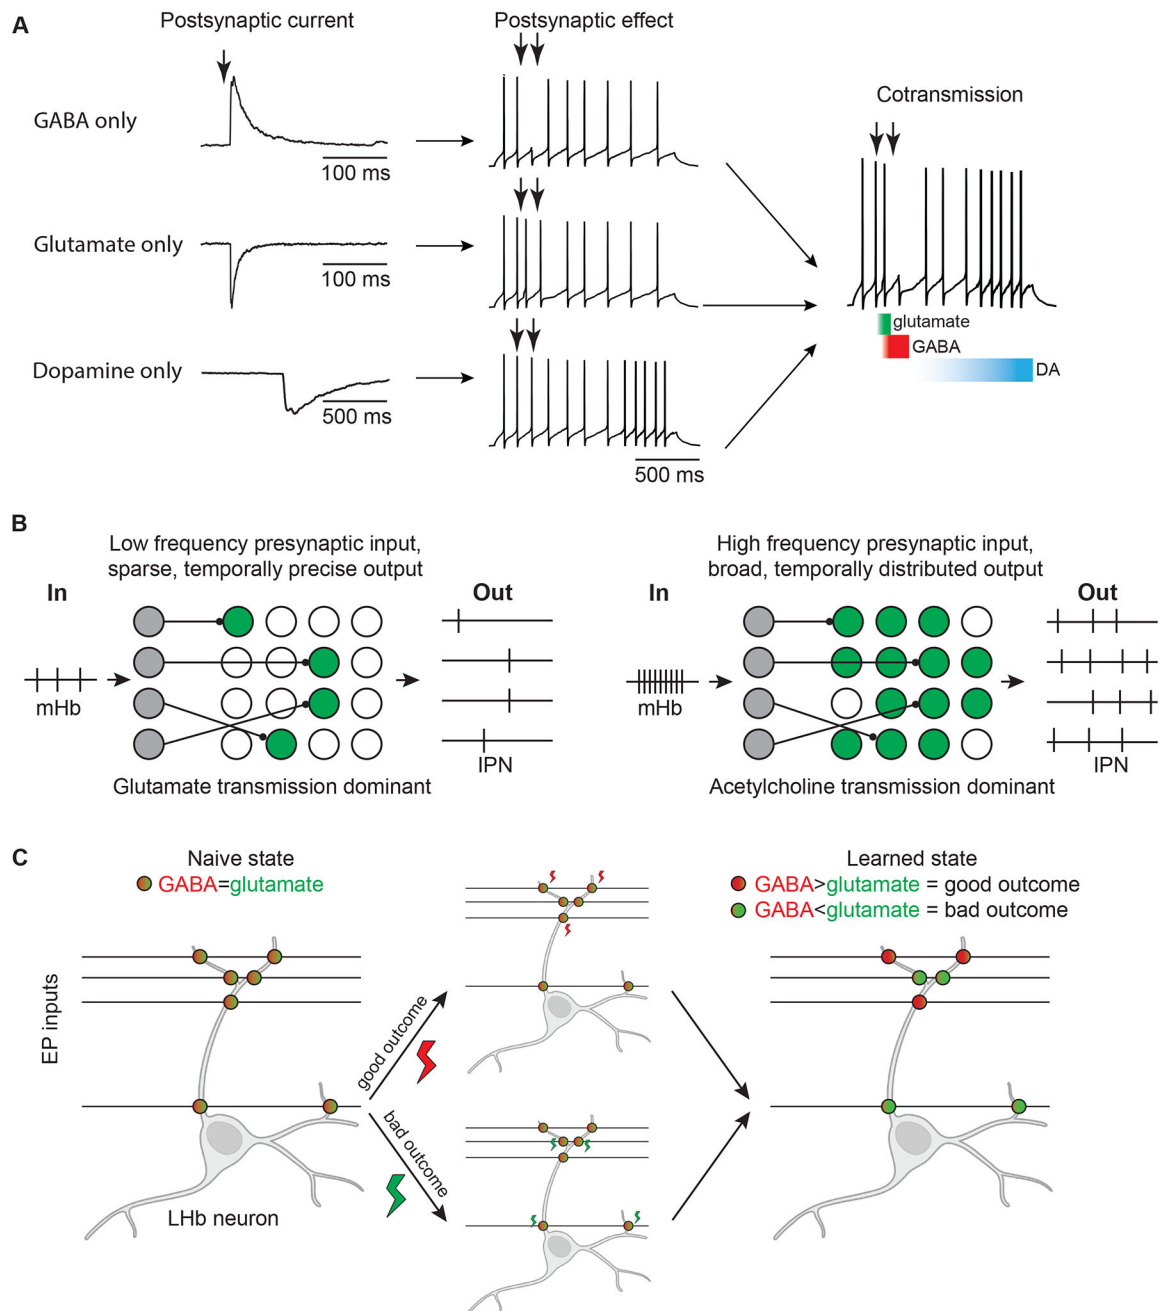 A
Postsynaptic current
Postsynaptic effect
GABA only
100 ms
Cotransmission
Glutamate only
100 ms
glutamate
GABA
DA
Dopamine only
500 ms
500 ms
B
Low frequency presynaptic input,
sparse, temporally precise output
In
Out
mHb
IPN
Glutamate transmission dominant
High frequency presynaptic input,
broad, temporally distributed output
In
Out
mHb
IPN
Acetylcholine transmission dominant
C
Naive state
GABA=glutamate
EP inputs
LHb neuron
good outcome
bad outcome
Learned state
GABA>glutamate = good outcome
GABA<glutamate = bad outcome